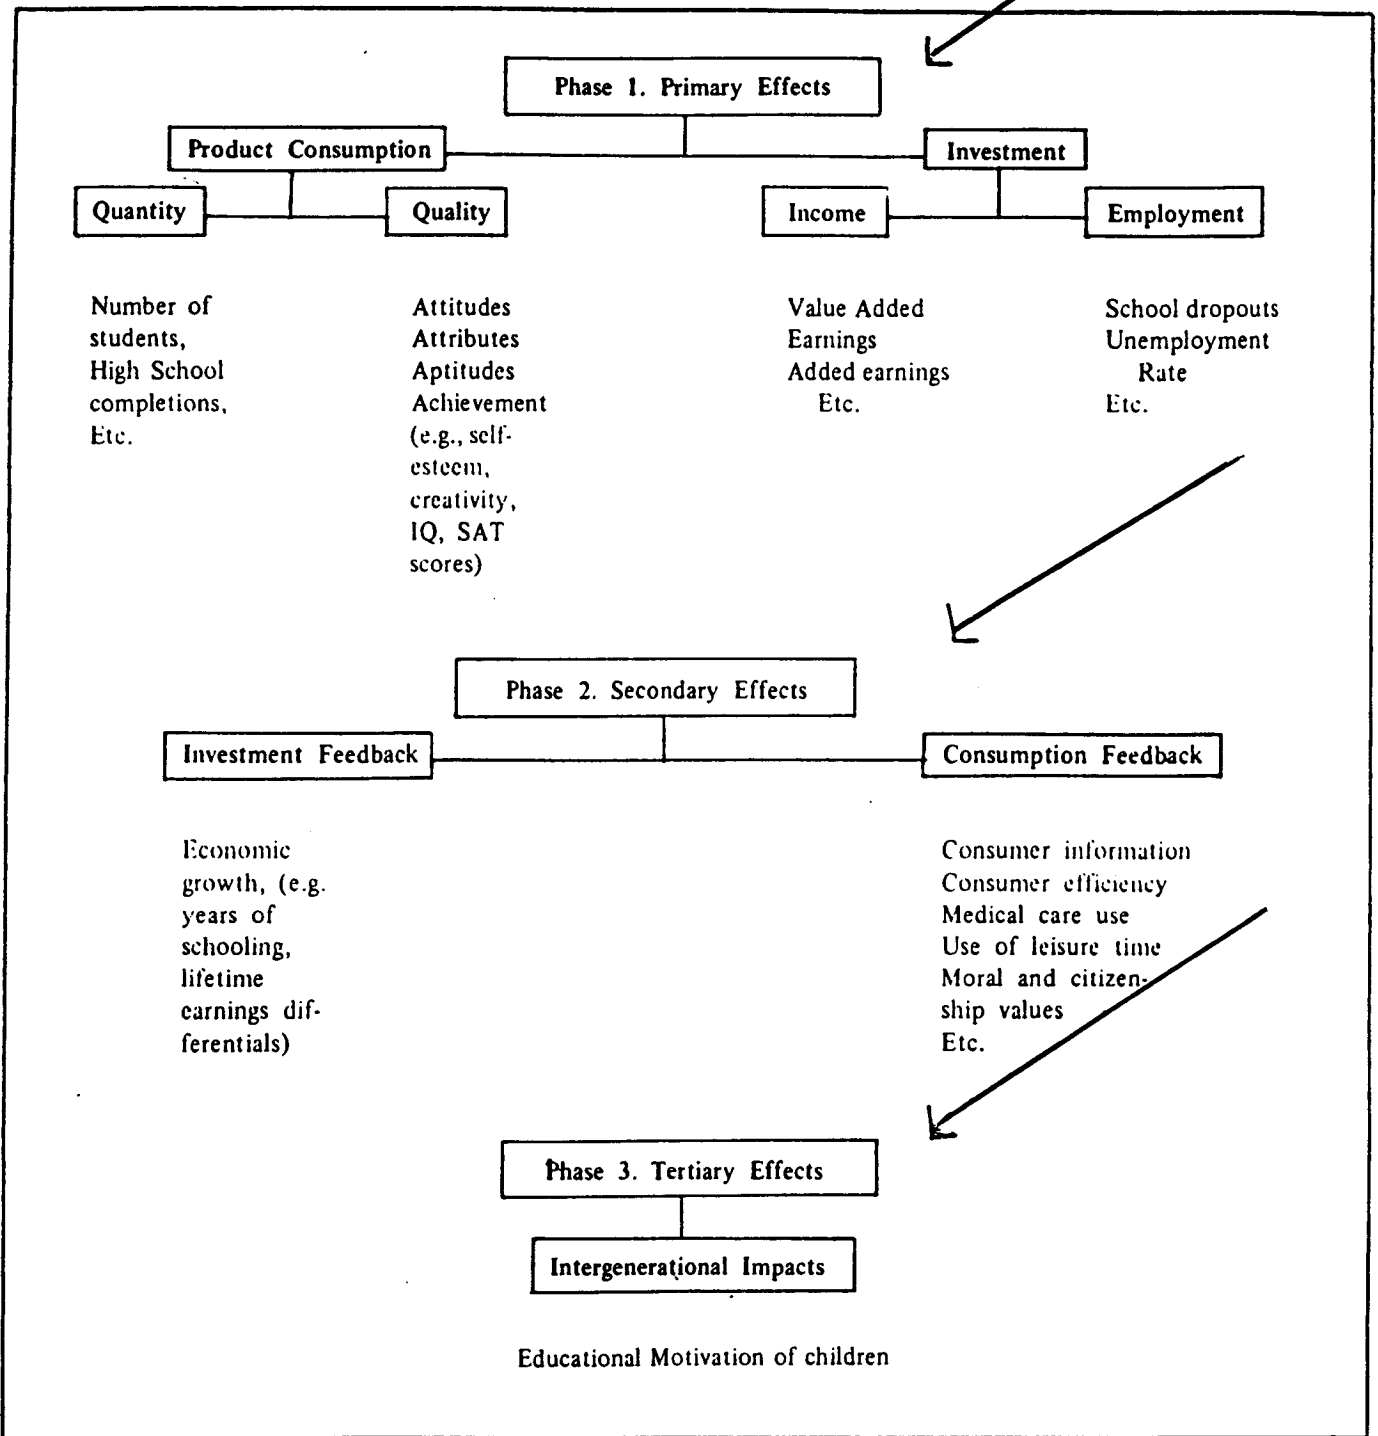 Phase 1. Primary Effects
Product Consumption
Investment
Quantity
Quality
Income
Employment
Number of
students,
High School
completions,
Etc.
Attitudes
Attributes
Aptitudes
Achievement
(e.g., self-
esteem,
creativity,
IQ, SAT
scores)
Value Added
Earnings
Added earnings
Etc.
School dropouts
Unemployment
Rate
Etc.
Phase 2. Secondary Effects
Investment Feedback
Consumption Feedback
Economic
growth, (e.g.
years of
schooling,
lifetime
earnings dif-
ferentials)
Consumer information
Consumer efficiency
Medical care use
Use of leisure time
Moral and citizen-
ship values
Etc.
Phase 3. Tertiary Effects
Intergenerational Impacts
Educational Motivation of children